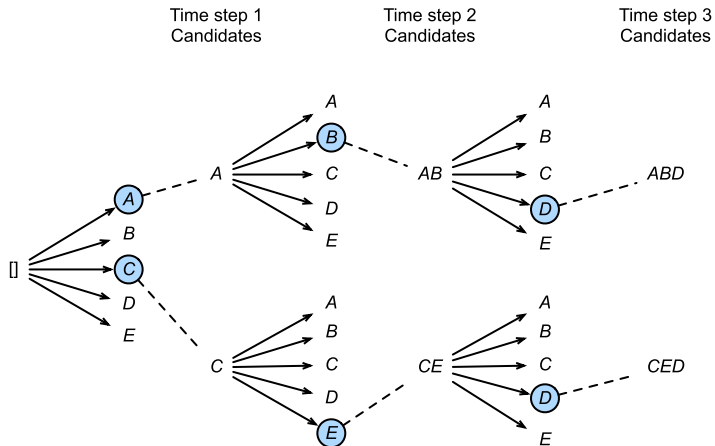 Time step 1
Candidates
Time step 2
Candidates
Time step 3
Candidates
[]
A
B
C
D
E
A
A
B
C
D
E
AB
A
B
C
D
E
ABD
C
A
B
C
D
E
CE
A
B
C
D
E
CED